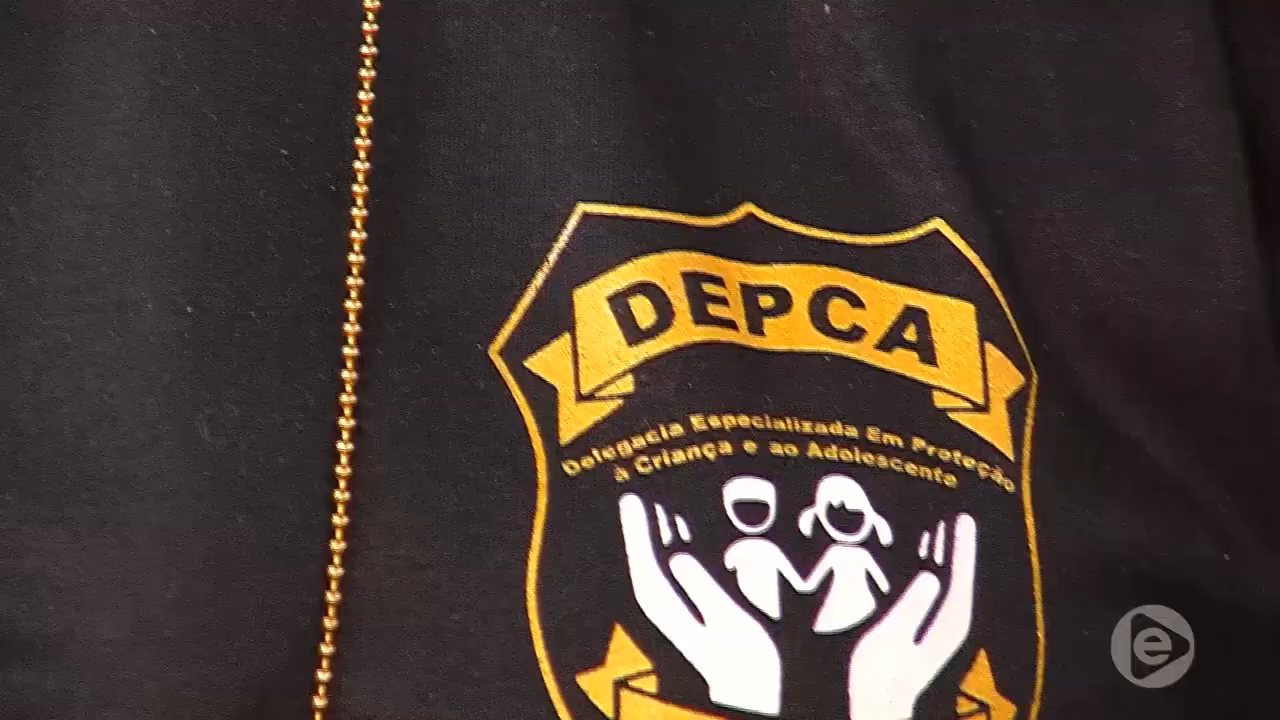 DEPCA
Delegacia Especializada Em Proteção
à Criança e ao Adolescente
e